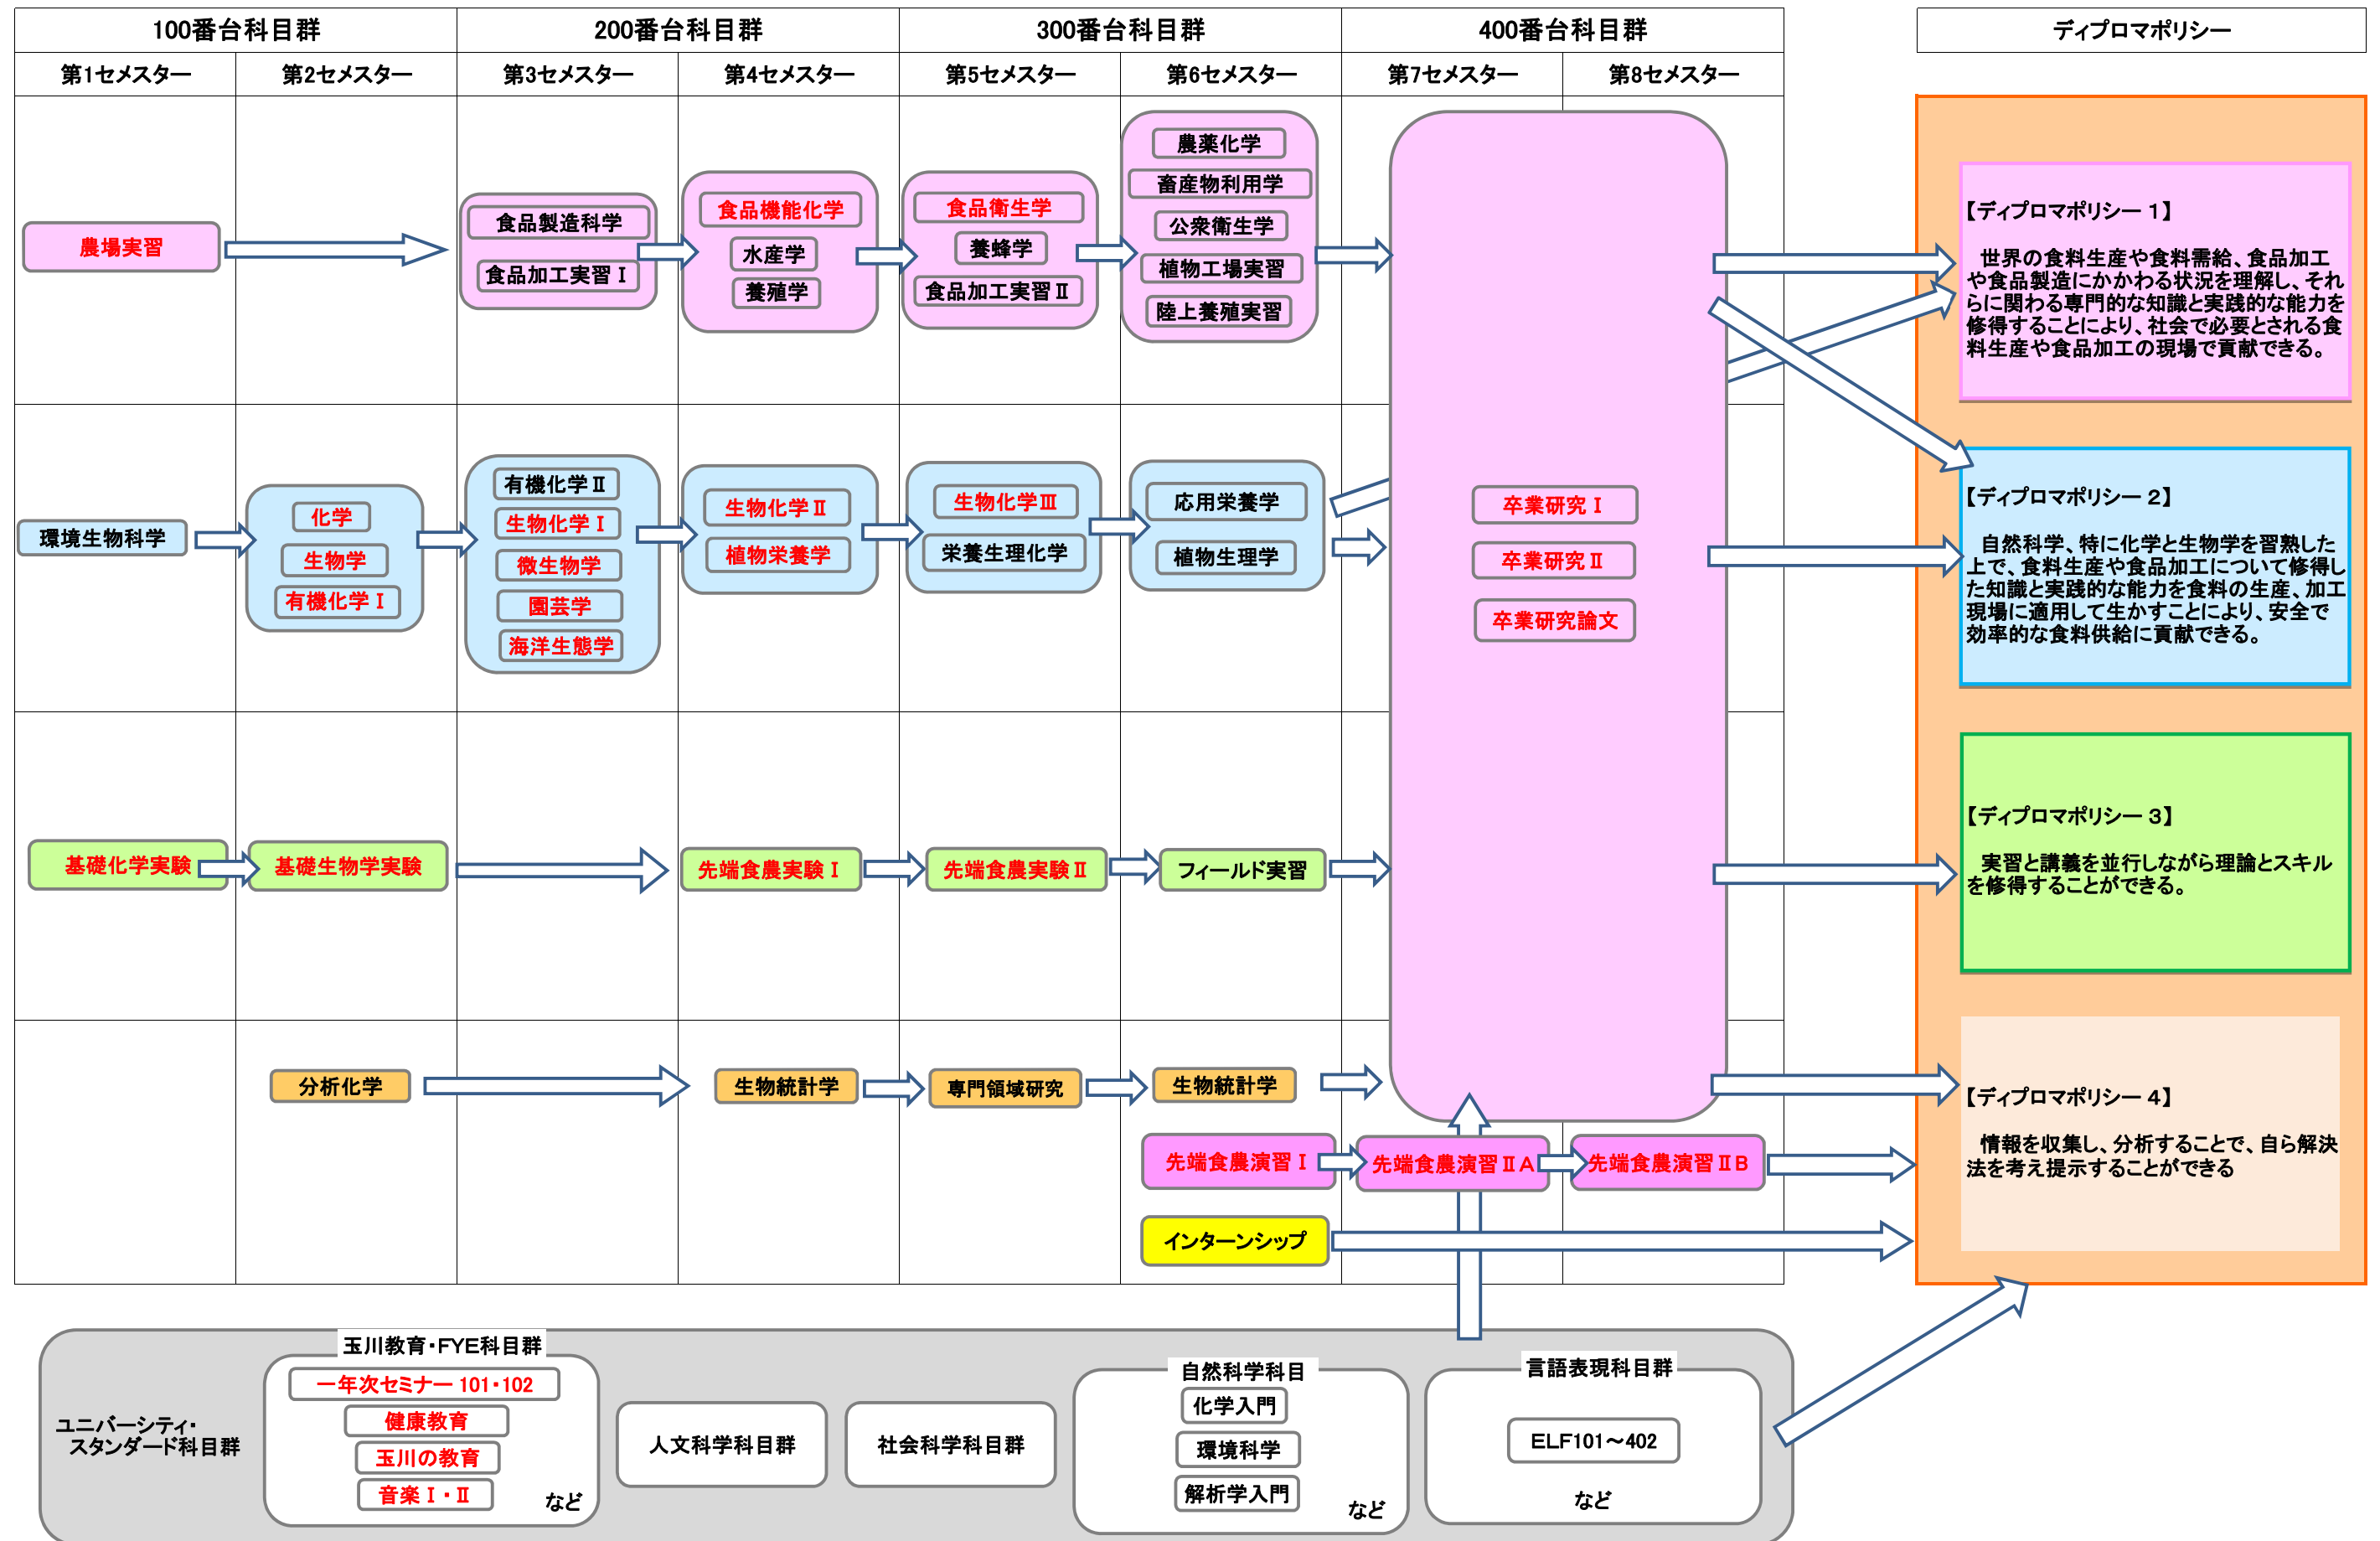 100番台科目群
200番台科目群
300番台科目群
400番台科目群
ディプロマポリシー
第1セメスター
第2セメスター
第3セメスター
第4セメスター
第5セメスター
第6セメスター
第7セメスター
第8セメスター
農場実習
食品製造科学
食品加工実習Ⅰ
食品機能化学
水産学
養殖学
食品衛生学
養蜂学
食品加工実習Ⅱ
農薬化学
畜産物利用学
公衆衛生学
植物工場実習
陸上養殖実習
環境生物科学
化学
生物学
有機化学Ⅰ
有機化学Ⅱ
生物化学Ⅰ
微生物学
園芸学
海洋生態学
生物化学Ⅱ
植物栄養学
生物化学Ⅲ
栄養生理化学
応用栄養学
植物生理学
卒業研究Ⅰ
卒業研究Ⅱ
卒業研究論文
基礎化学実験
基礎生物学実験
先端食農実験Ⅰ
先端食農実験Ⅱ
フィールド実習
分析化学
生物統計学
専門領域研究
生物統計学
先端食農演習Ⅰ
先端食農演習ⅡA
先端食農演習ⅡB
インターンシップ
【ディプロマポリシー1】
世界の食料生産や食料需給、食品加工
や食品製造にかかわる状況を理解し、それ
らに関わる専門的な知識と実践的な能力を
修得することにより、社会で必要とされる食
料生産や食品加工の現場で貢献できる。
【ディプロマポリシー2】
自然科学、特に化学と生物学を習熟した
上で、食料生産や食品加工について修得し
た知識と実践的な能力を食料の生産、加工
現場に適用して生かすことにより、安全で
効率的な食料供給に貢献できる。
【ディプロマポリシー3】
実習と講義を並行しながら理論とスキル
を修得することができる。
【ディプロマポリシー4】
情報を収集し、分析することで、自ら解決
法を考え提示することができる
ユニバーシティ・
スタンダード科目群
玉川教育・FYE科目群
一年次セミナー101・102
健康教育
玉川の教育
音楽Ⅰ・Ⅱ
など
人文科学科目群
社会科学科目群
自然科学科目
化学入門
環境科学
解析学入門
など
言語表現科目群
ELF101～402
など